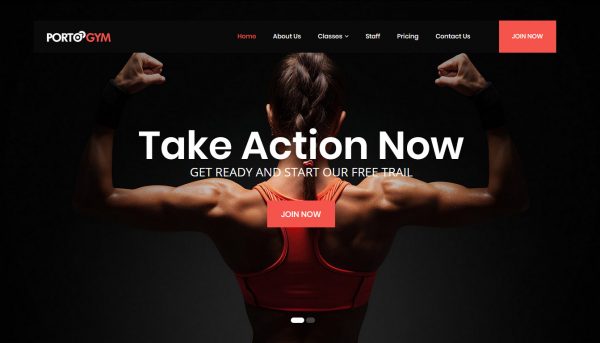 PORTO GYM
Home About Us Classes Staff Pricing Contact Us JOIN NOW
Take Action Now
GET READY AND START OUR FREE TRAIL
JOIN NOW